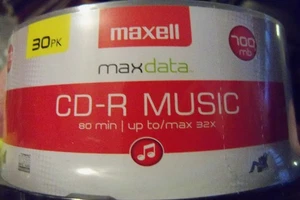 30PK
maxell
700
mb
maxdata
CD-R MUSIC
80 min | up to/max 32X